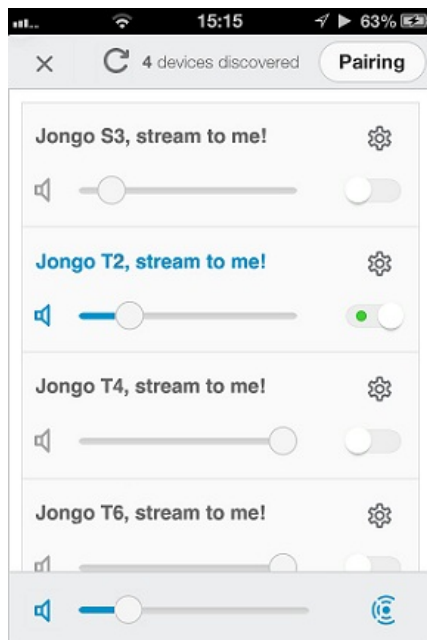 15:15 63%
4 devices discovered Pairing
Jongo S3, stream to me!
Jongo T2, stream to me!
Jongo T4, stream to me!
Jongo T6, stream to me!